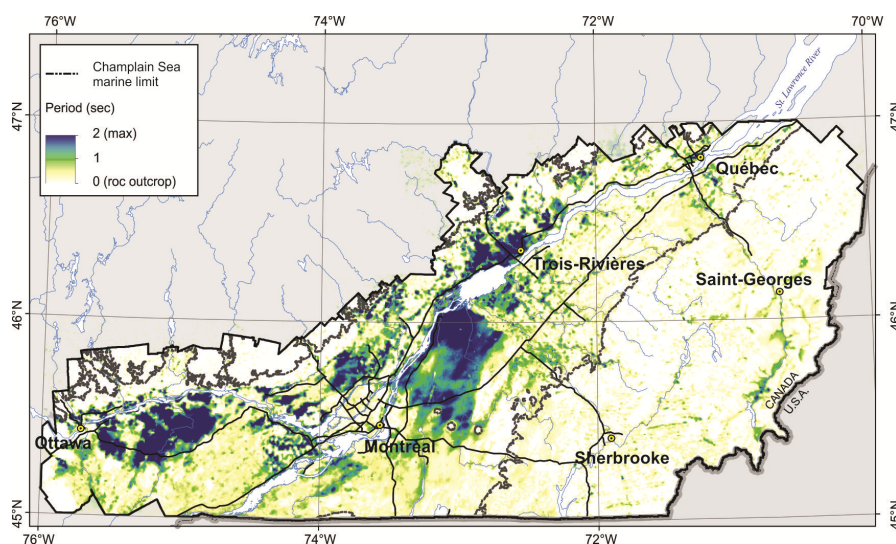 76°W
74°W
72°W
70°W
Champlain Sea
marine limit
Period (sec)
2 (max)
1
0 (roc outcrop)
St. Lawrence River
47°N
47°N
Québec
Trois-Rivières
Saint-Georges
46°N
46°N
CANADA
U.S.A.
Ottawa
Montréal
Sherbrooke
45°N
45°N
76°W
74°W
72°W